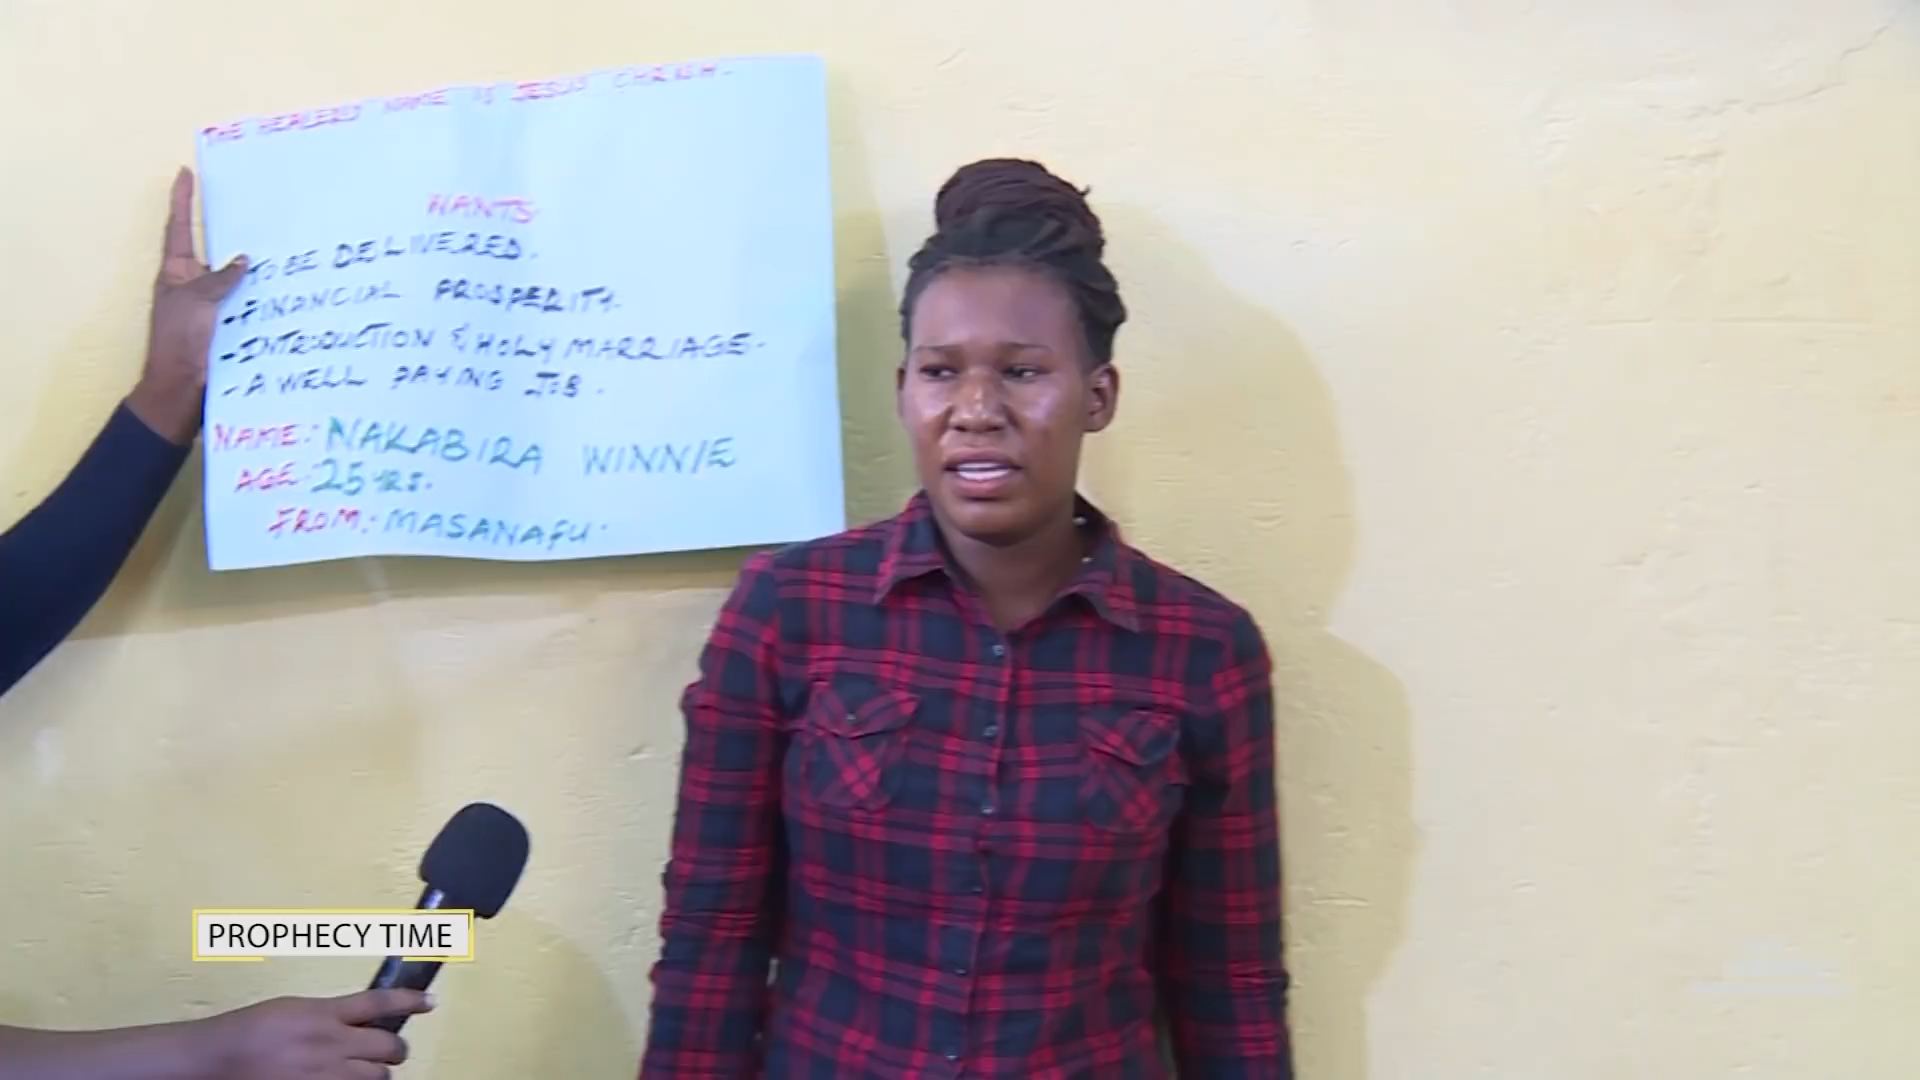 THE HEALERS NAME IS JESUS CHRIST.
WANTS
- TO BE DELIVERED.
- FINANCIAL PROSPERITY.
- INTRODUCTION & HOLY MARRIAGE.
- A WELL PAYING JOB.
NAME: NAKABIRA WINNIE
AGE: 25 YRS.
FROM: MASANAFU.
PROPHECY TIME